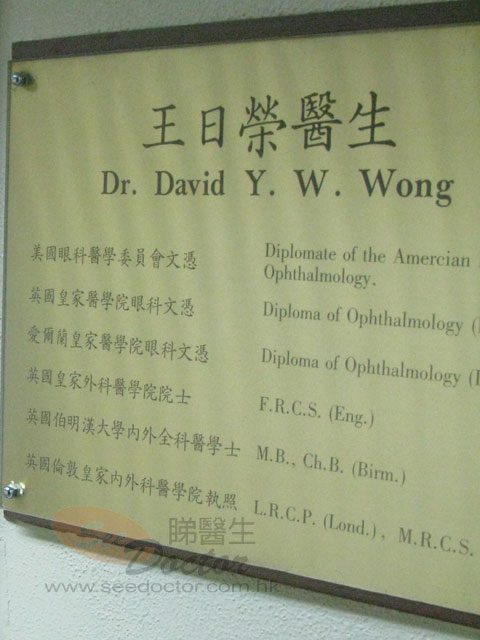 王日榮醫生
Dr. David Y. W. Wong
美國眼科醫學委員會文憑
Diplomate of the Amercian
Ophthalmology.
英國皇家醫學院眼科文憑
Diploma of Ophthalmology (
愛爾蘭皇家醫學院眼科文憑
Diploma of Ophthalmology (
英國皇家外科醫學院院士
F.R.C.S. (Eng.)
英國伯明漢大學內外全科醫學士
M.B., Ch.B. (Birm.)
英國倫敦皇家內外科醫學院執照
L.R.C.P. (Lond.), M.R.C.S.
睇醫生
See Doctor
www.seedoctor.com.hk